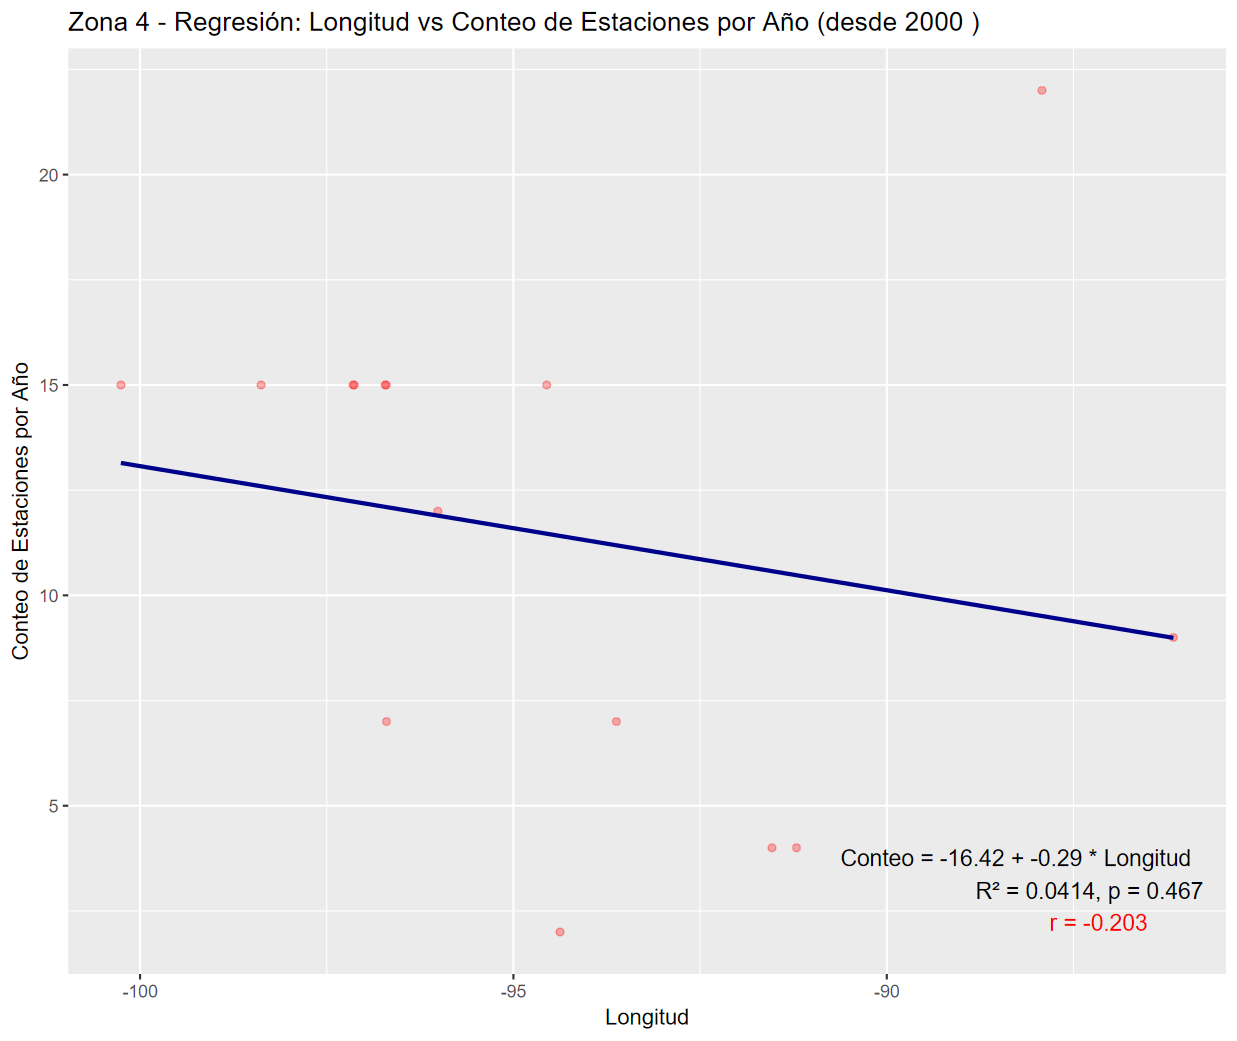 Zona 4 - Regresión: Longitud vs Conteo de Estaciones por Año (desde 2000 )
Conteo de Estaciones por Año
20
15
10
5
Conteo = -16.42 + -0.29 * Longitud
R² = 0.0414, p = 0.467
r = -0.203
-100
-95
-90
Longitud